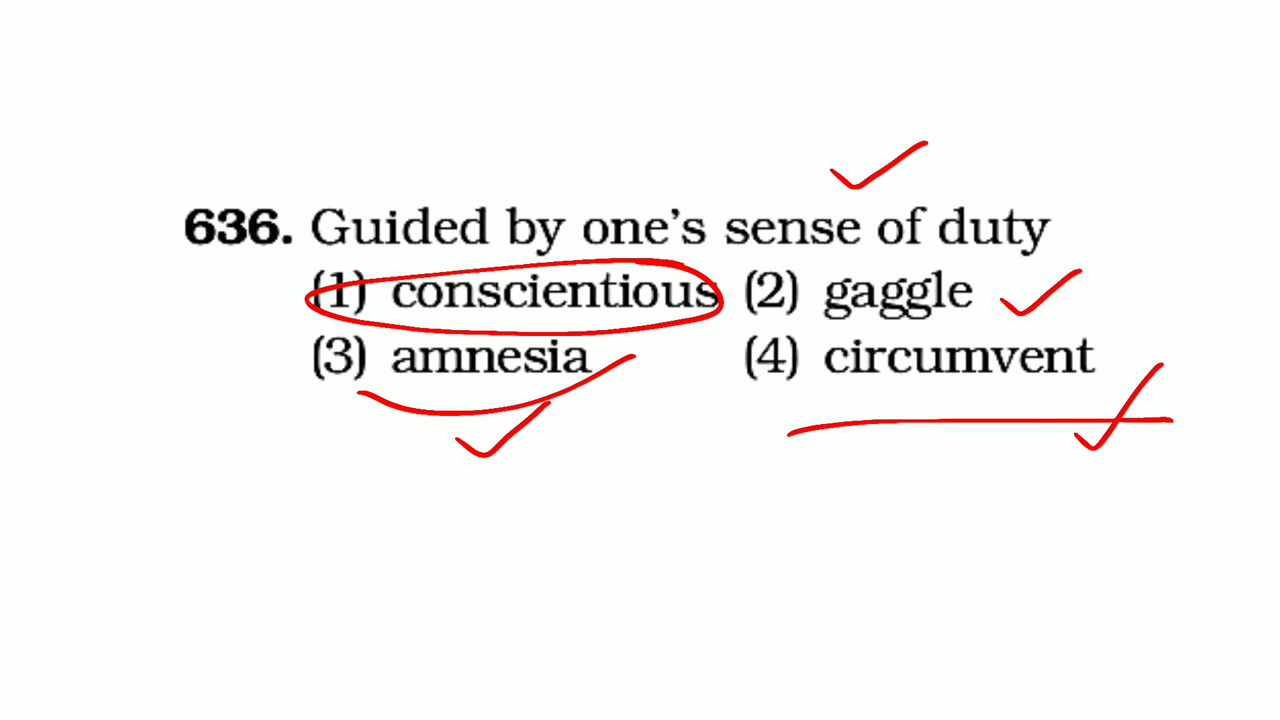 636. Guided by one's sense of duty
(1) conscientious (2) gaggle
(3) amnesia (4) circumvent